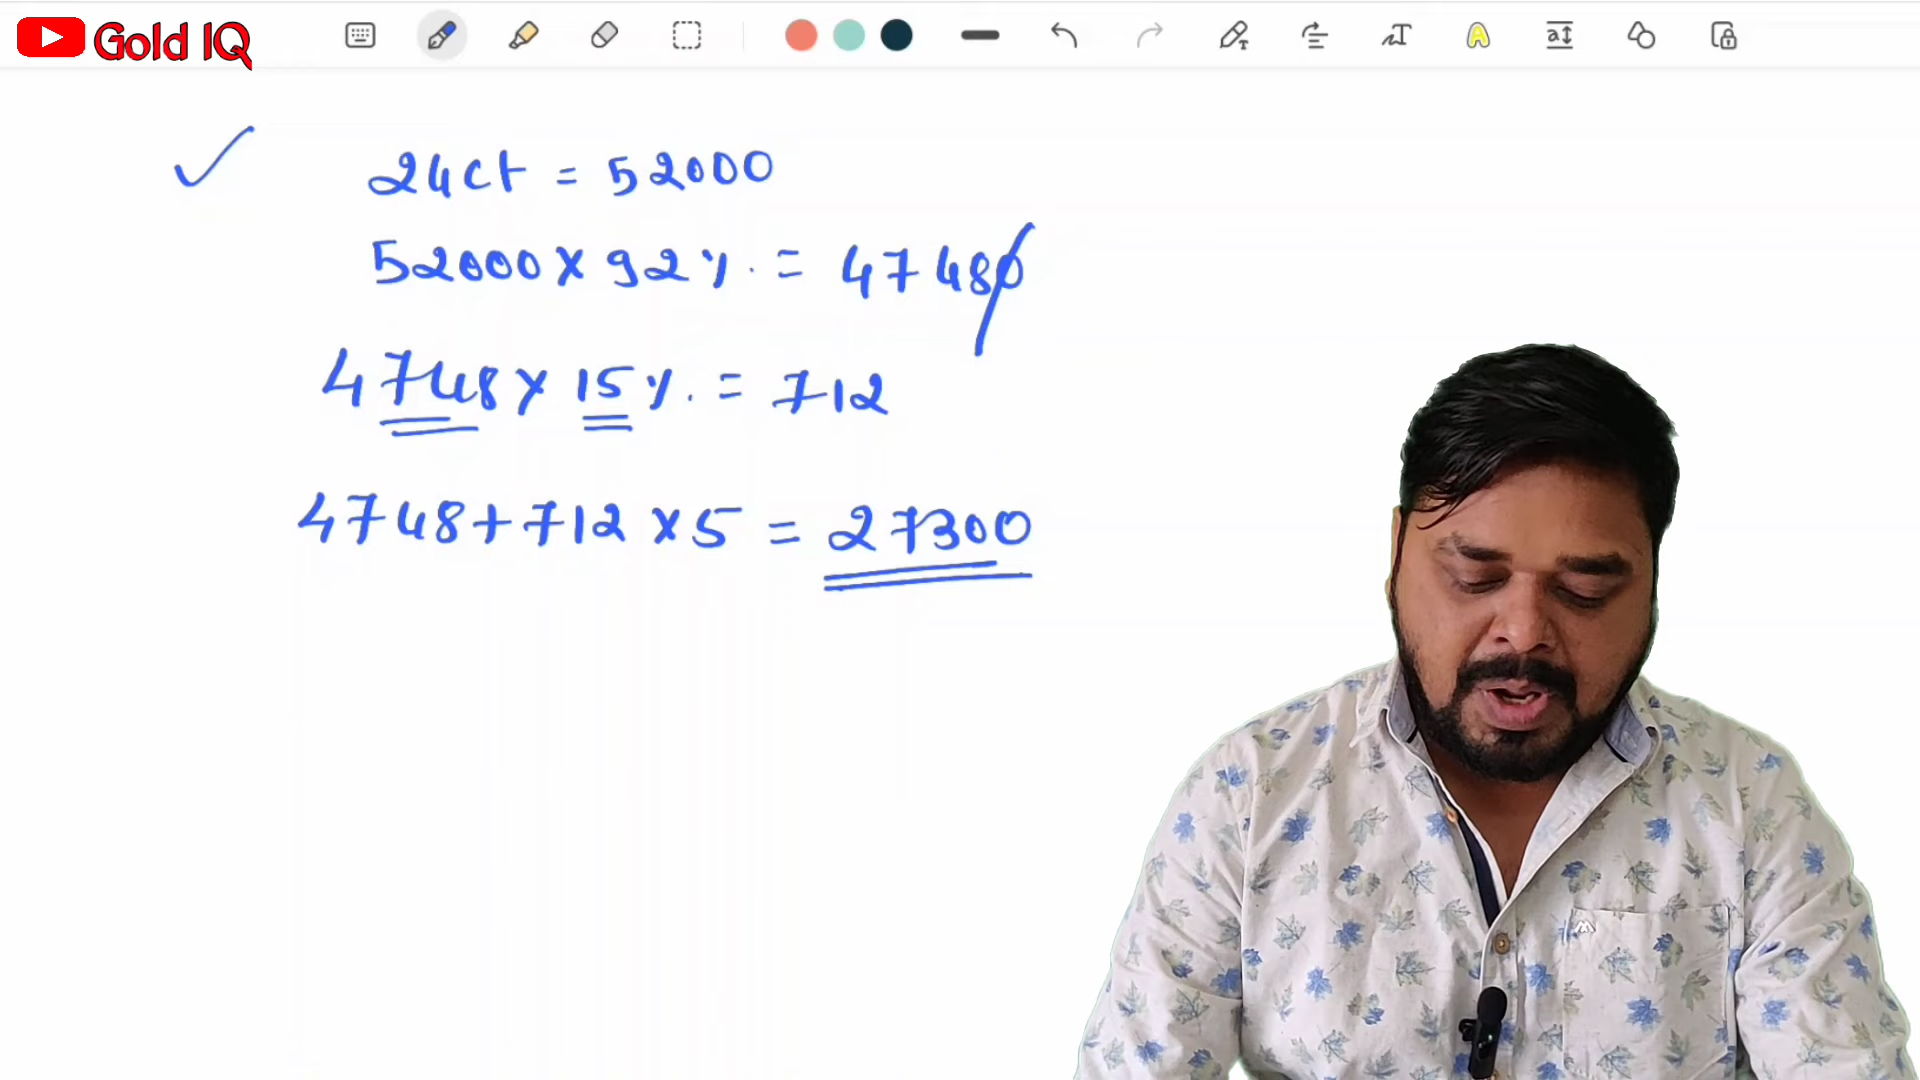 Gold IQ
24ct = 52000
52000 x 92%. = 47480
4748 x 15%. = 712
4748+712 x 5 = 27300